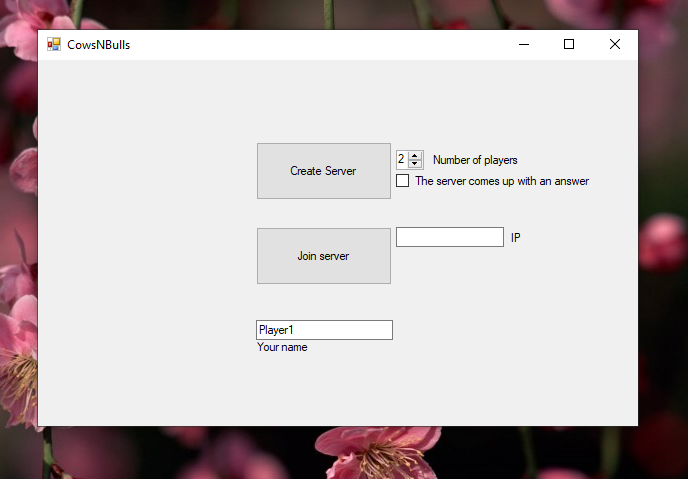 CowsNBulls
Create Server
2
Number of players
The server comes up with an answer
Join server
IP
Player1
Your name